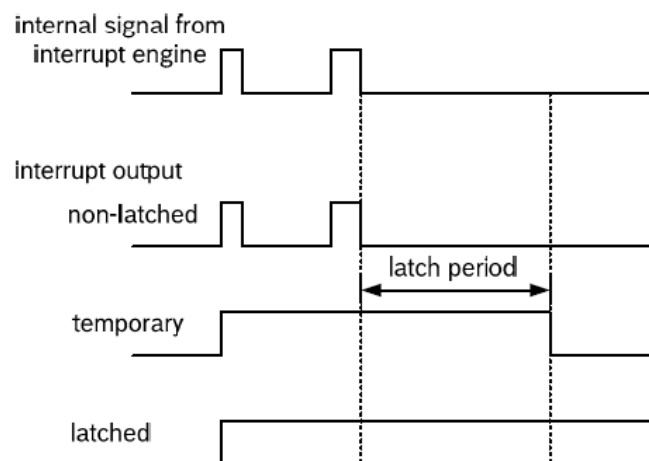 internal signal from
interrupt engine
interrupt output
non-latched
latch period
temporary
latched